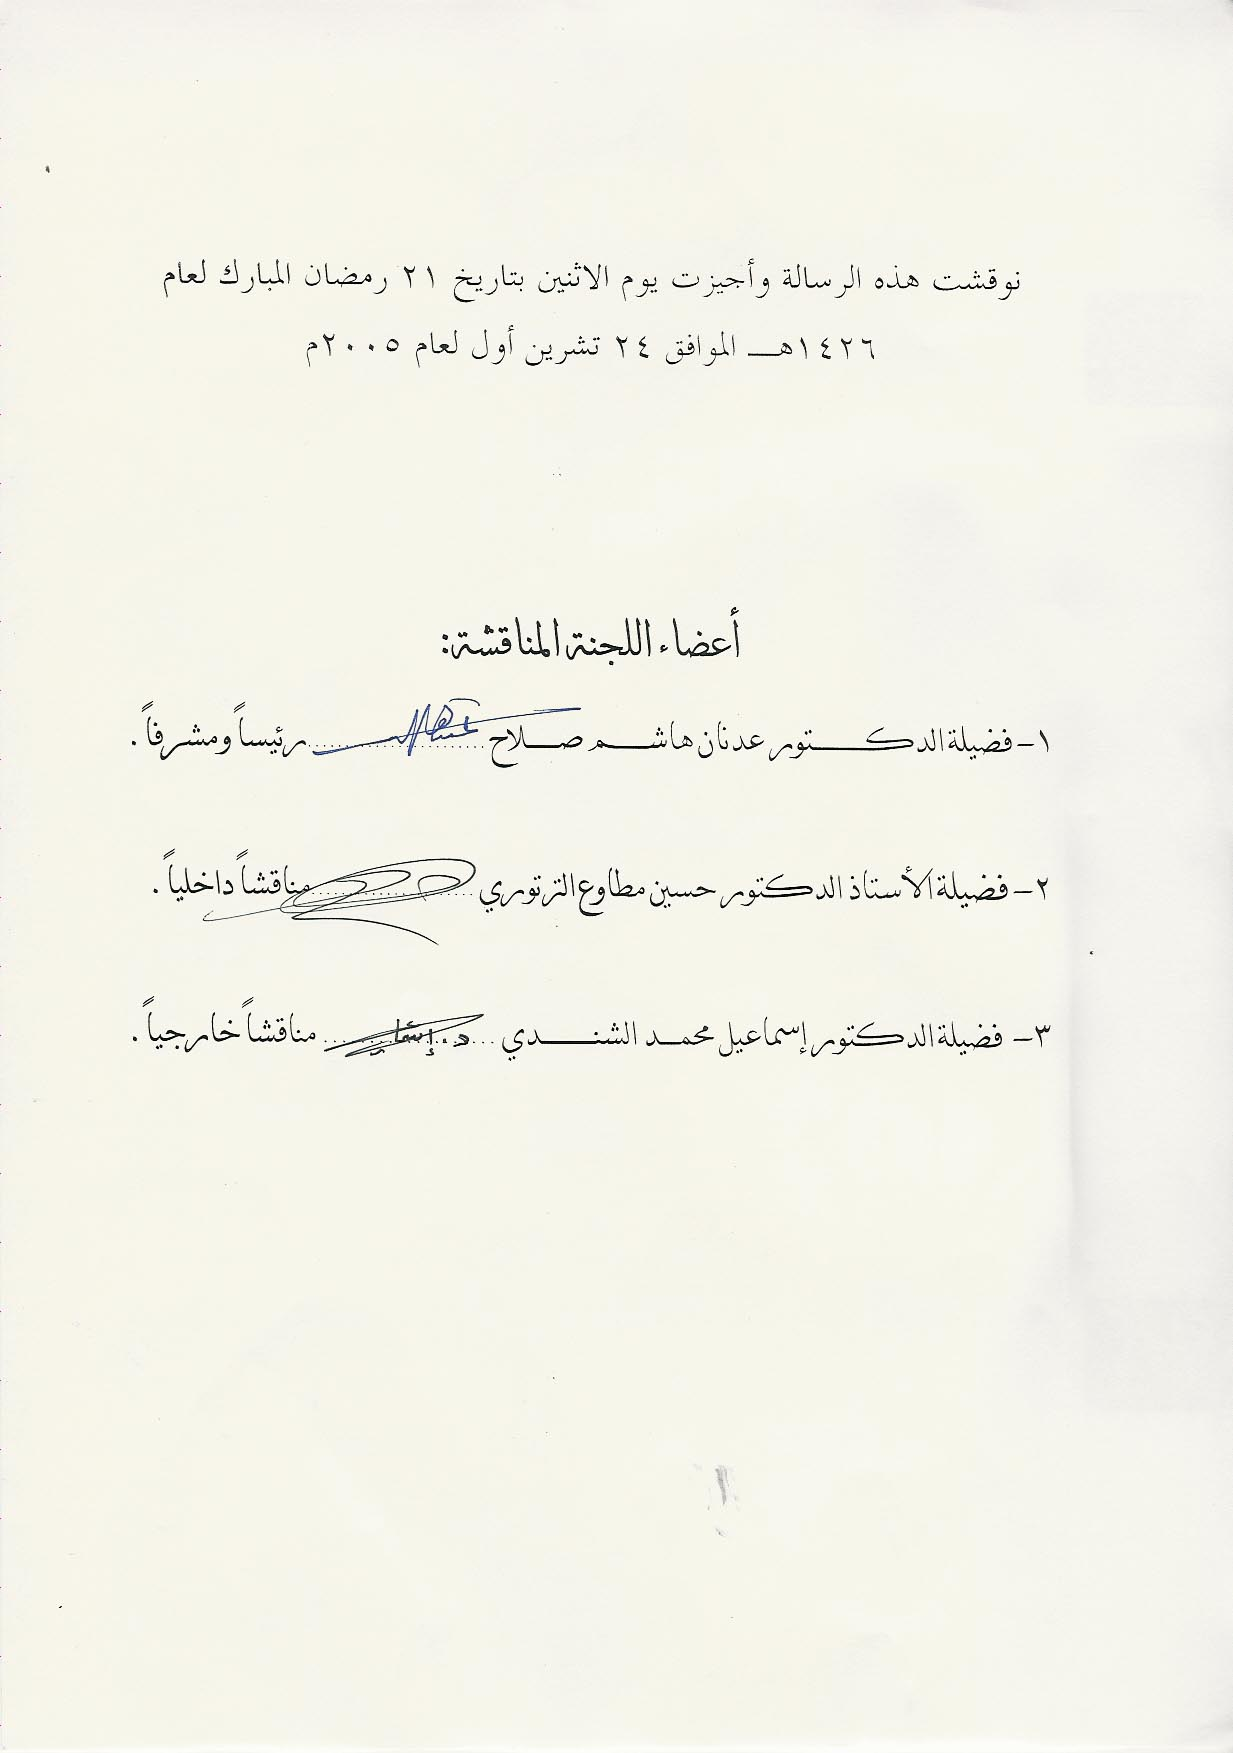 نوقشت هذه الرسالة وأجيزت يوم الاثنين بتاريخ ٢١ رمضان المبارك لعام
١٤٢٦هـ الموافق ٢٤ تشرين أول لعام ٢٠٠٥م
أعضاء اللجنة المناقشة:
١- فضيلة الدكتور عدنان هاشم صلاح .................... رئيساً ومشرفاً.
٢- فضيلة الأستاذ الدكتور حسين مطاوع الترتوري .................... مناقشاً داخلياً.
٣- فضيلة الدكتور إسماعيل محمد الشندي .................... مناقشاً خارجياً.